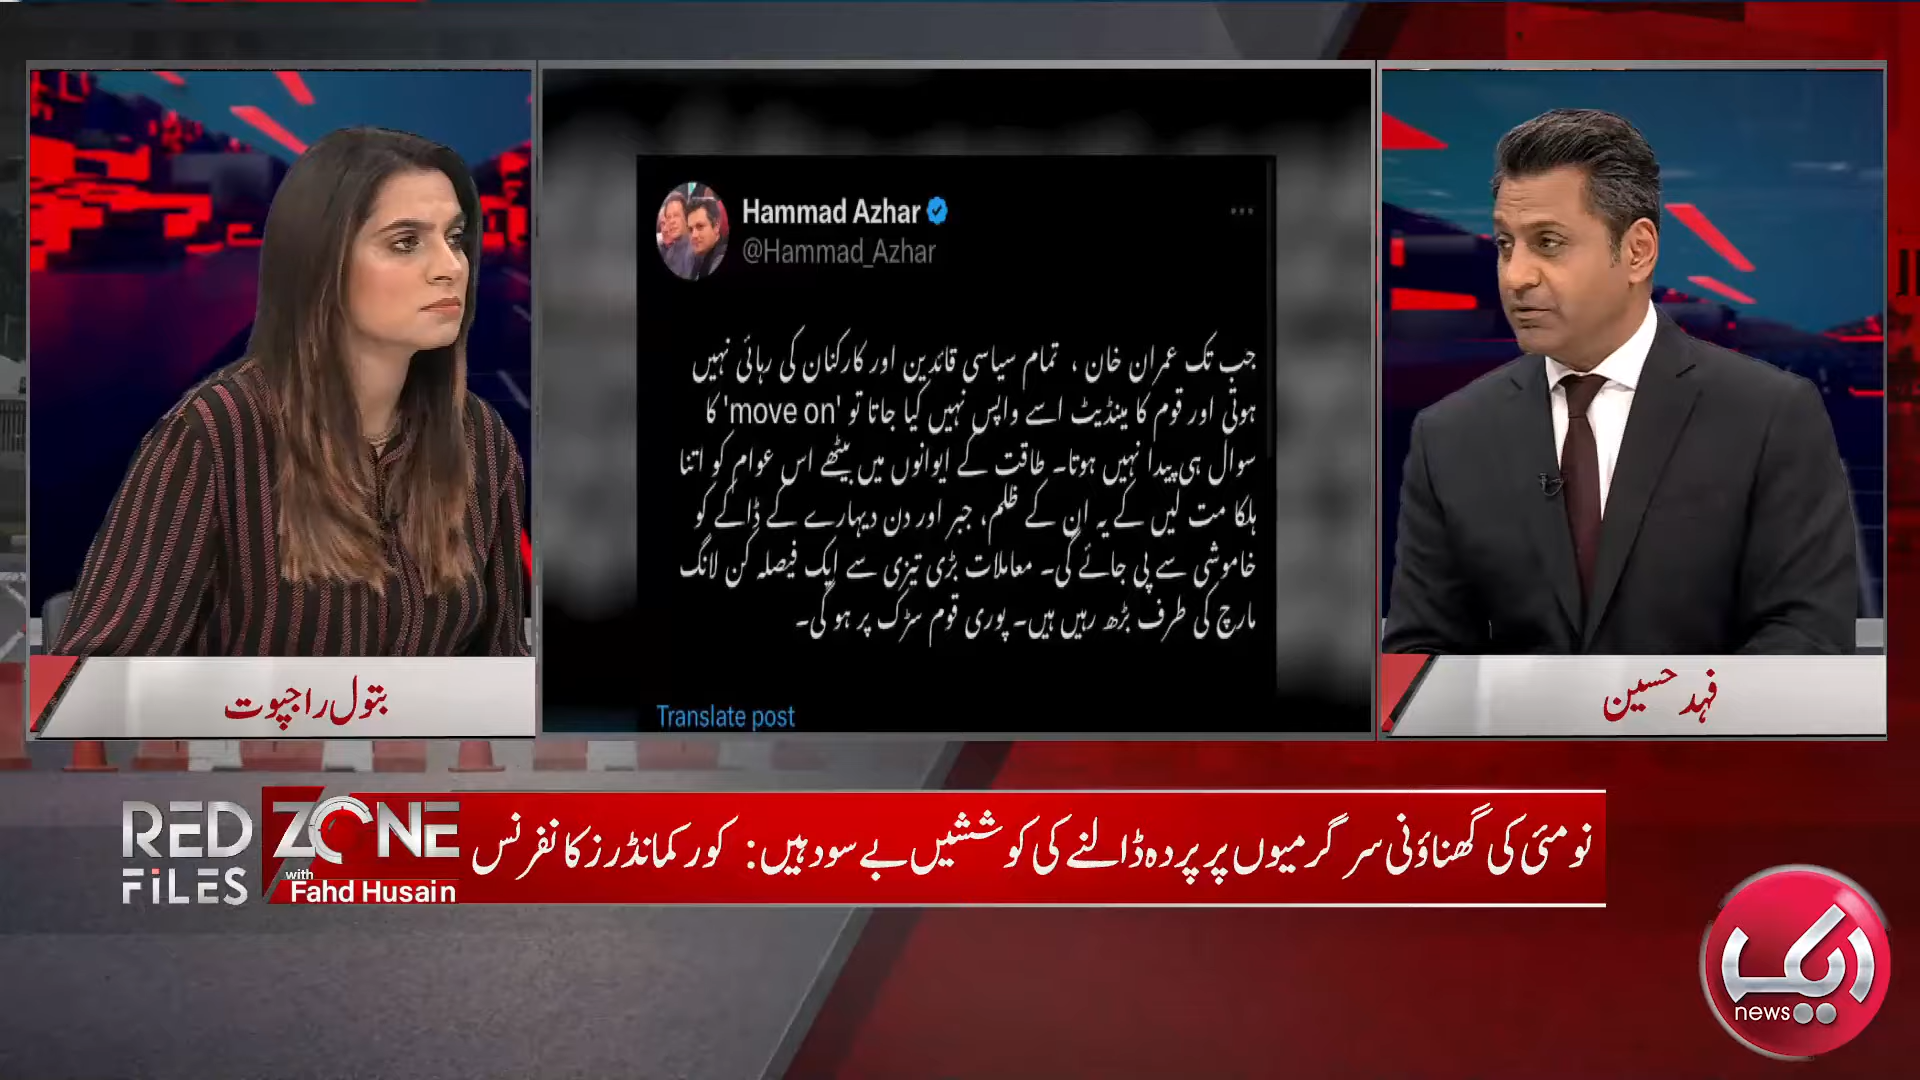 Hammad Azhar
@Hammad_Azhar
جب تک عمران خان ، تمام سیاسی قائدین اور کارکنان کی رہائی نہیں
ہوتی اور قوم کا مینڈیٹ اسے واپس نہیں کیا جاتا تو 'move on' کا
سوال ہی پیدا نہیں ہوتا۔ طاقت کے ایوانوں میں بیٹھے اس عوام کو اتنا
ہلکا مت لیں کے یہ ان کے ظلم، جبر اور دن دیہارے کے ڈاکے کو
خاموشی سے پی جائے گی۔ معاملات بڑی تیزی سے ایک فیصلہ کن لانگ
مارچ کی طرف بڑھ رہیں ہیں۔ پوری قوم سڑک پر ہو گی۔
Translate post
بتول راجپوت
فہد حسین
RED ZONE
FILES
with
Fahd Husain
نو مئی کی گھناؤنی سرگرمیوں پر پردہ ڈالنے کی کوششیں بے سود ہیں: کور کمانڈرز کانفرنس
ایک
news